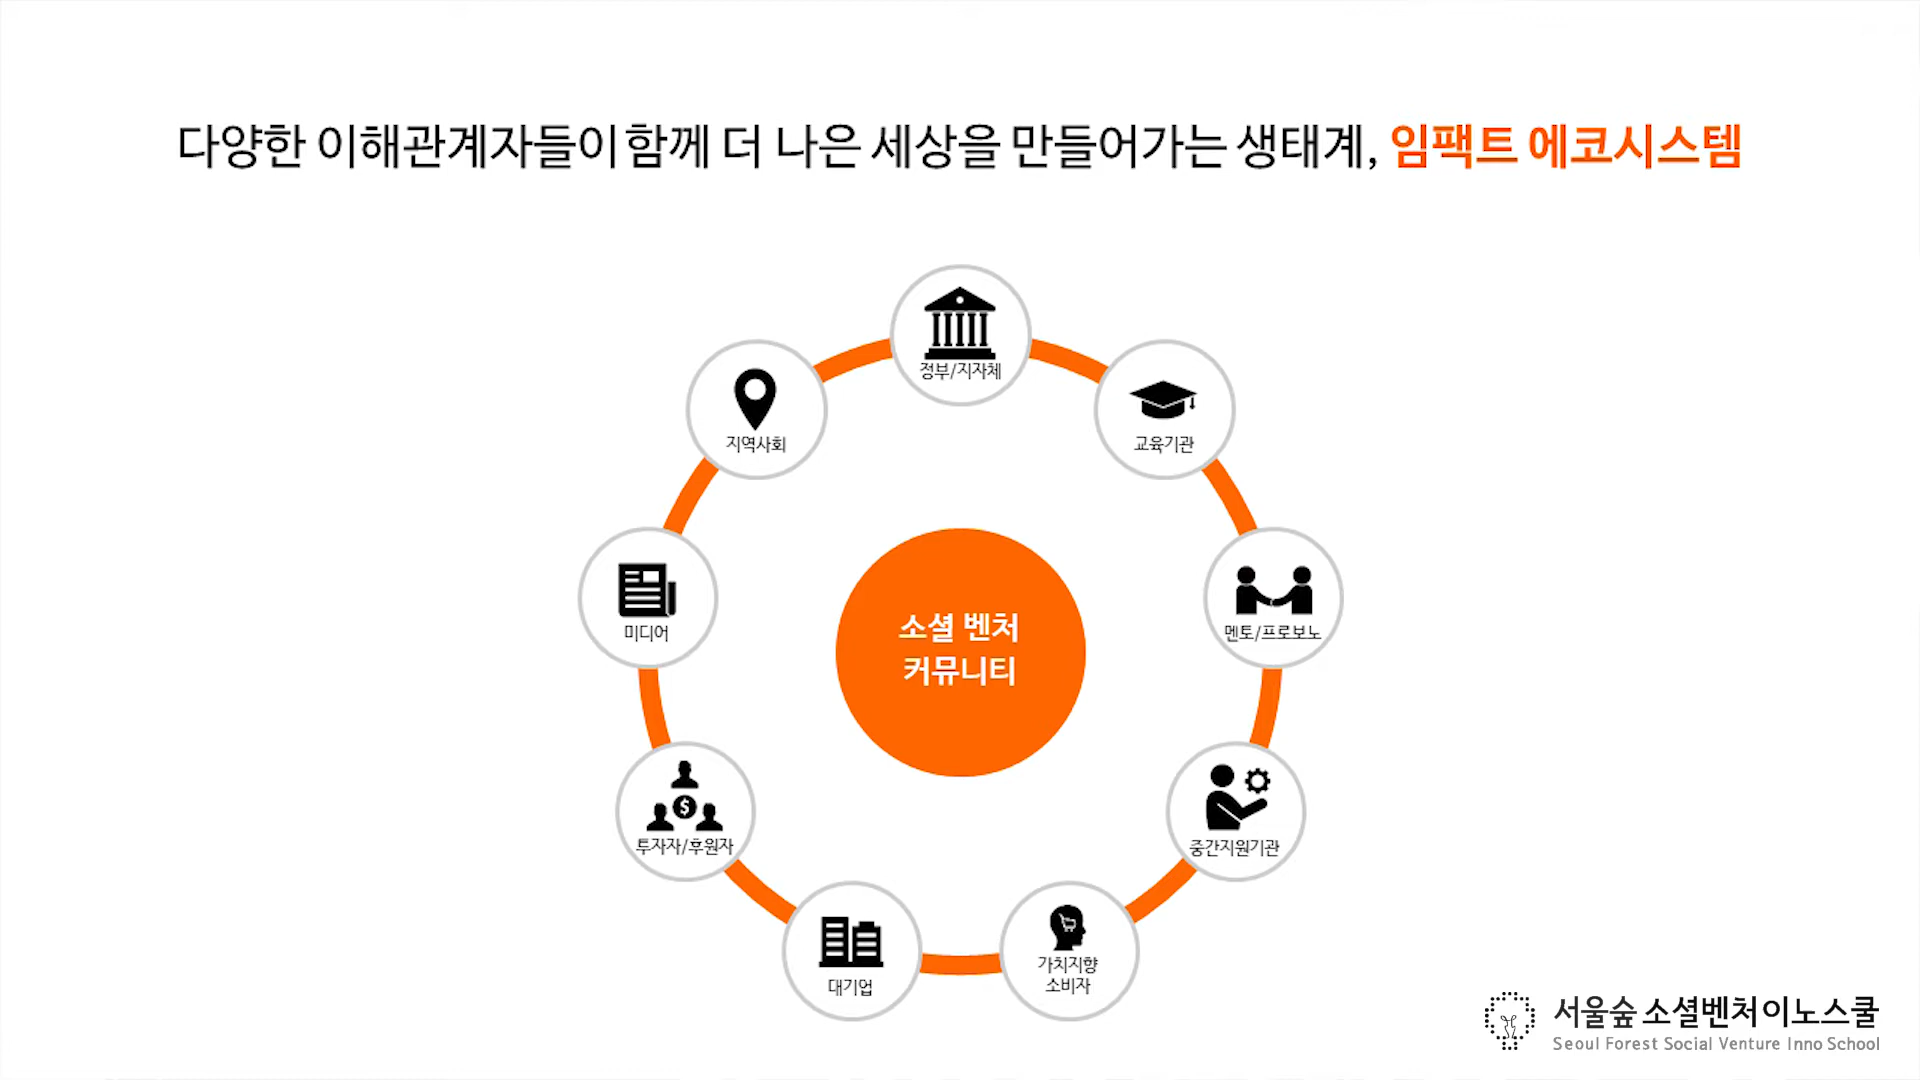 다양한 이해관계자들이 함께 더 나은 세상을 만들어가는 생태계, 임팩트 에코시스템
정부/지자체
지역사회
교육기관
미디어
멘토/프로보노
소셜 벤처
커뮤니티
투자자/후원자
$
중간지원기관
대기업
가치지향
소비자
서울숲 소셜벤처이노스쿨
Seoul Forest Social Venture Inno School